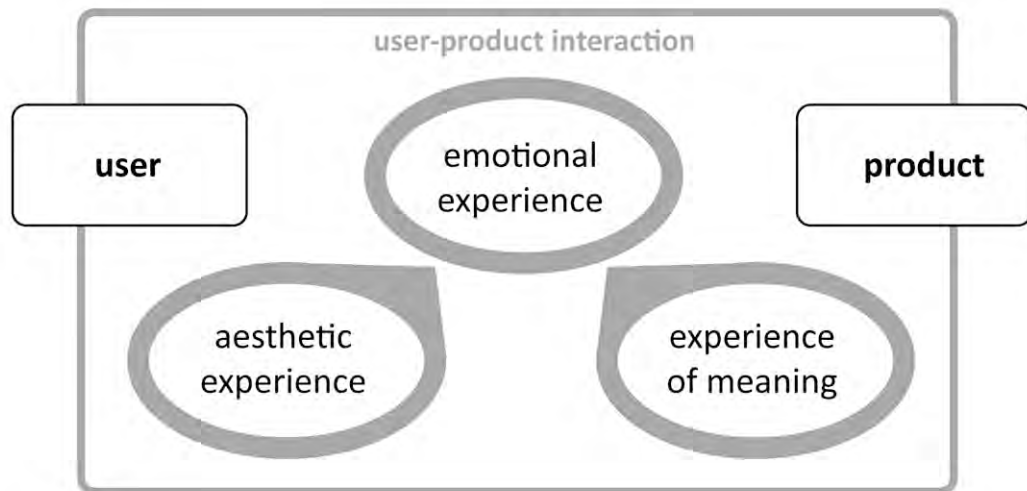 user-product interaction
user
emotional
experience
product
aesthetic
experience
experience
of meaning